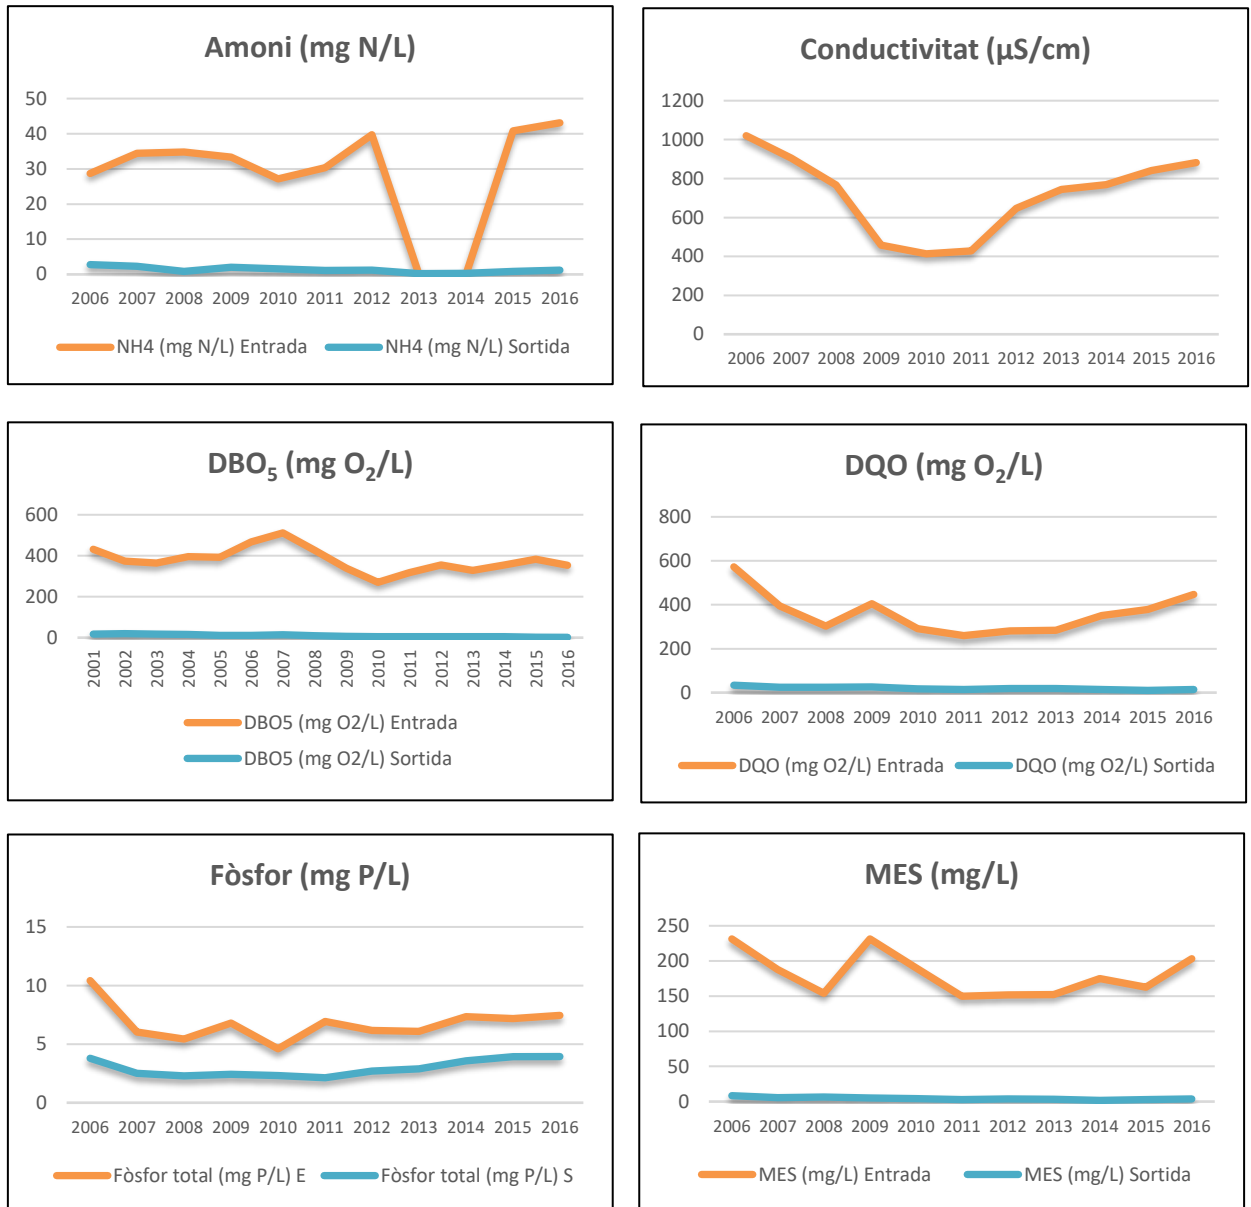 Amoni (mg N/L)
50
40
30
20
10
0
2006 2007 2008 2009 2010 2011 2012 2013 2014 2015 2016
NH4 (mg N/L) Entrada NH4 (mg N/L) Sortida
Conductivitat (µS/cm)
1200
1000
800
600
400
200
0
2006 2007 2008 2009 2010 2011 2012 2013 2014 2015 2016
DBO₅ (mg O₂/L)
600
400
200
0
2001 2002 2003 2004 2005 2006 2007 2008 2009 2010 2011 2012 2013 2014 2015 2016
DBO5 (mg O2/L) Entrada
DBO5 (mg O2/L) Sortida
DQO (mg O₂/L)
800
600
400
200
0
2006 2007 2008 2009 2010 2011 2012 2013 2014 2015 2016
DQO (mg O2/L) Entrada DQO (mg O2/L) Sortida
Fòsfor (mg P/L)
15
10
5
0
2006 2007 2008 2009 2010 2011 2012 2013 2014 2015 2016
Fòsfor total (mg P/L) E Fòsfor total (mg P/L) S
MES (mg/L)
250
200
150
100
50
0
2006 2007 2008 2009 2010 2011 2012 2013 2014 2015 2016
MES (mg/L) Entrada MES (mg/L) Sortida